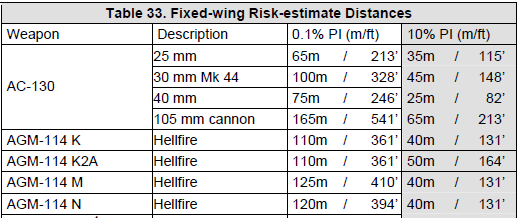 Table 33. Fixed-wing Risk-estimate Distances
Weapon Description 0.1% PI (m/ft) 10% PI (m/ft)
AC-130 25 mm 65m / 213’ 35m / 115’
30 mm Mk 44 100m / 328’ 45m / 148’
40 mm 75m / 246’ 25m / 82’
105 mm cannon 165m / 541’ 65m / 213’
AGM-114 K Hellfire 110m / 361’ 40m / 131’
AGM-114 K2A Hellfire 110m / 361’ 50m / 164’
AGM-114 M Hellfire 125m / 410’ 40m / 131’
AGM-114 N Hellfire 120m / 394’ 40m / 131’